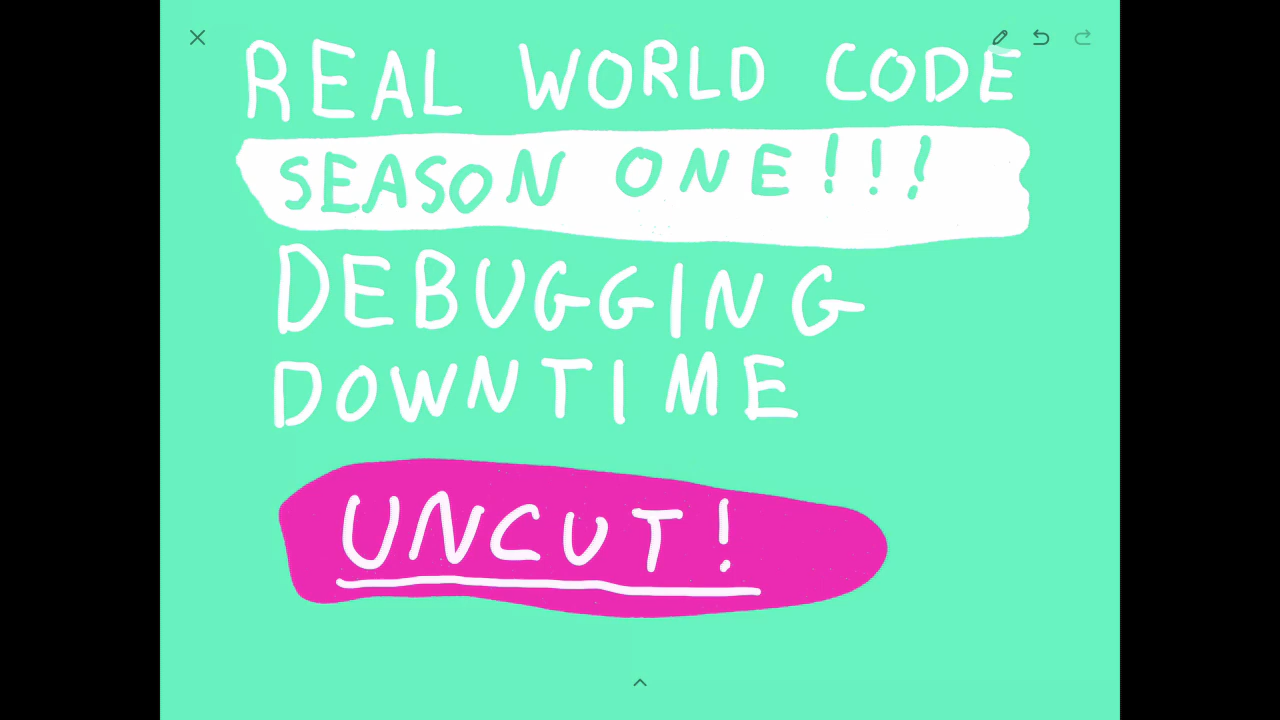 REAL WORLD CODE
SEASON ONE!!!
DEBUGGING
DOWNTIME
UNCUT!